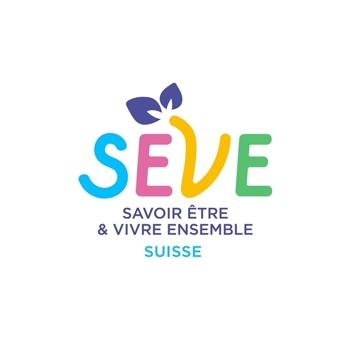 SEVE
SAVOIR ÊTRE
& VIVRE ENSEMBLE
SUISSE